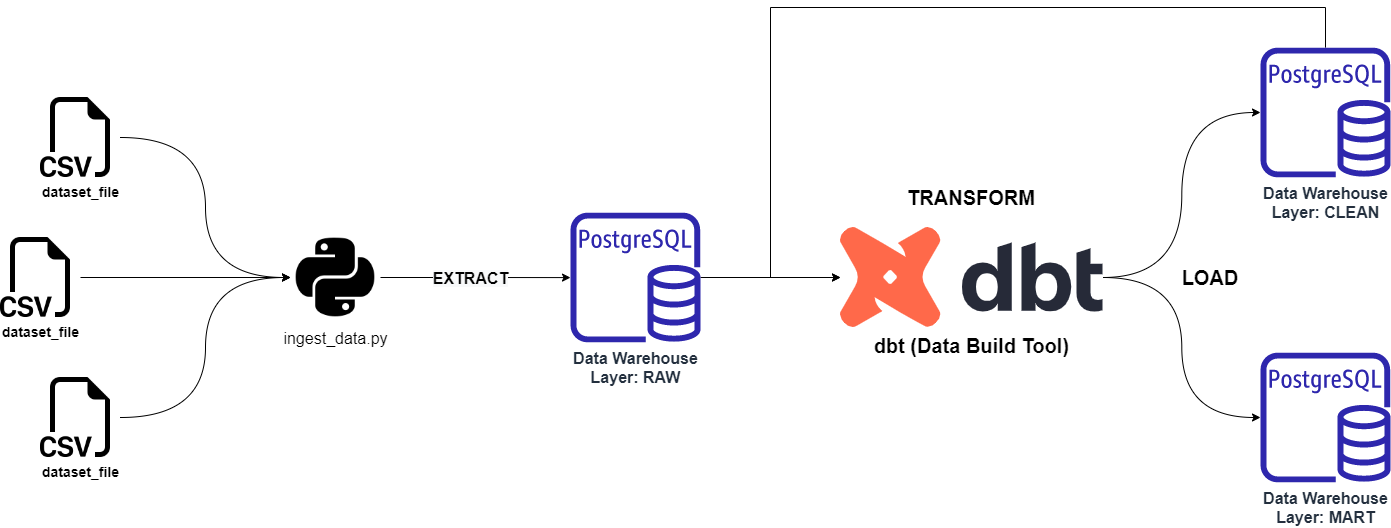 CSV
dataset_file
CSV
dataset_file
CSV
dataset_file
ingest_data.py
EXTRACT
PostgreSQL
Data Warehouse
Layer: RAW
TRANSFORM
dbt
dbt (Data Build Tool)
LOAD
PostgreSQL
Data Warehouse
Layer: CLEAN
PostgreSQL
Data Warehouse
Layer: MART